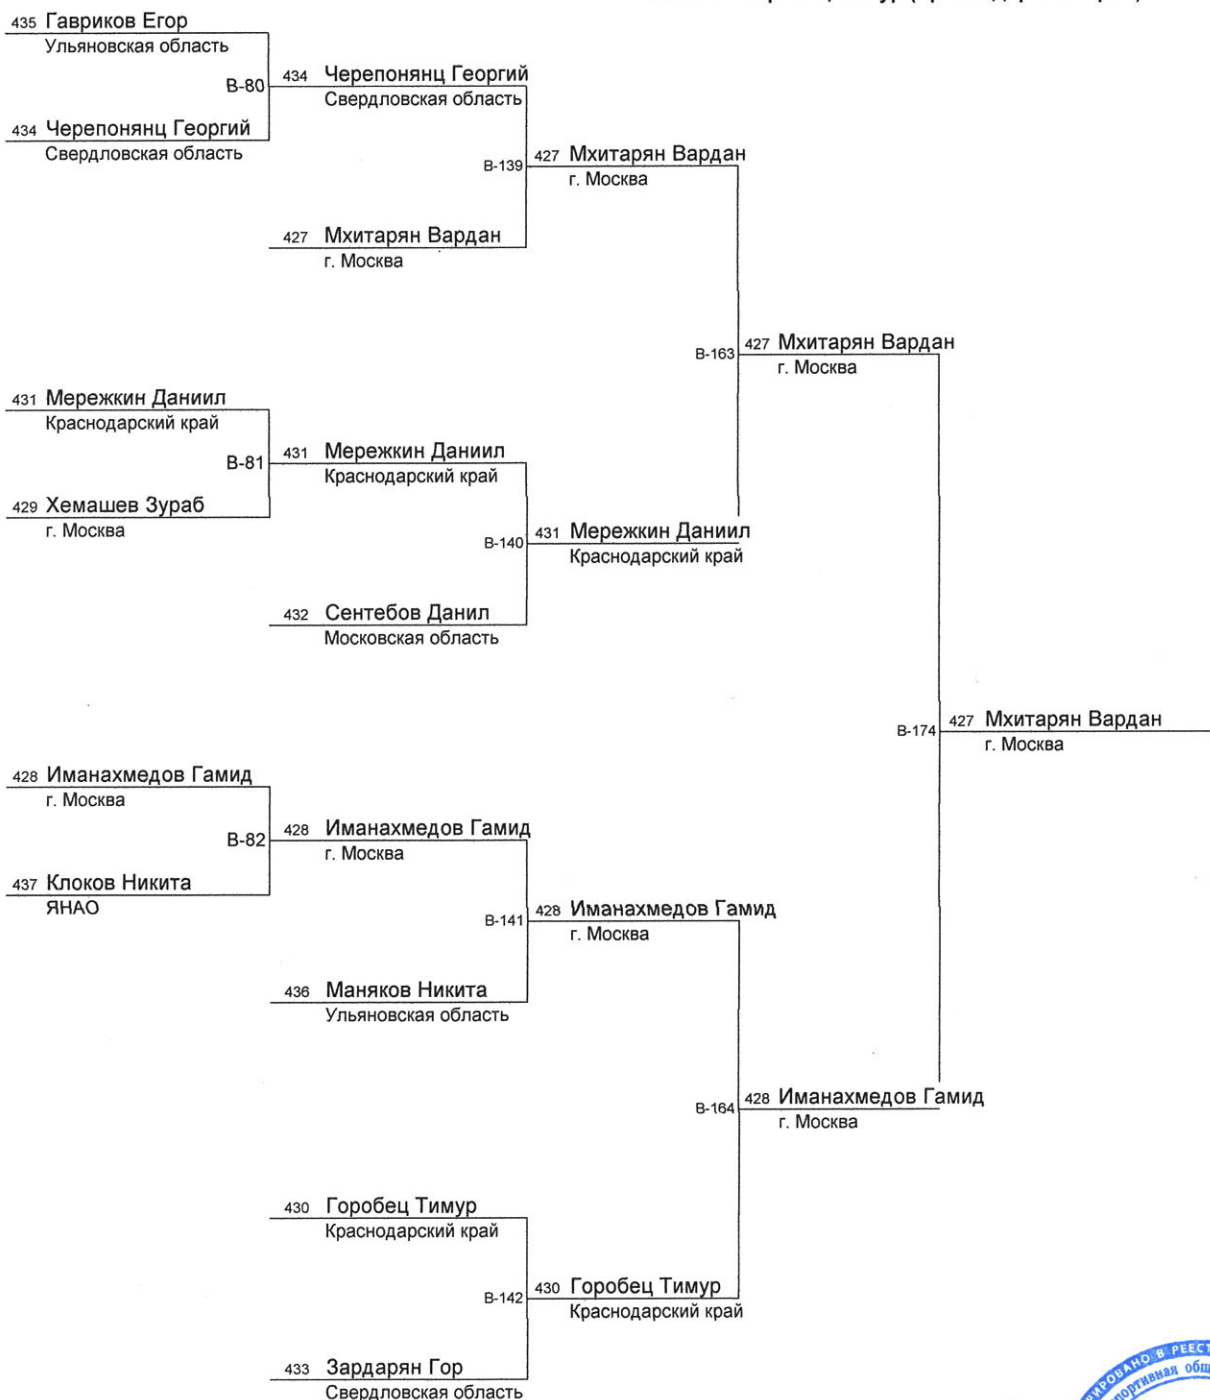 435 Гавриков Егор
Ульяновская область
В-80
434 Черепонянц Георгий
Свердловская область
434 Черепонянц Георгий
Свердловская область
В-139
427 Мхитарян Вардан
г. Москва
427 Мхитарян Вардан
г. Москва
В-163
427 Мхитарян Вардан
г. Москва
431 Мережкин Даниил
Краснодарский край
В-81
431 Мережкин Даниил
Краснодарский край
429 Хемашев Зураб
г. Москва
В-140
431 Мережкин Даниил
Краснодарский край
432 Сентебов Данил
Московская область
В-174
427 Мхитарян Вардан
г. Москва
428 Иманахмедов Гамид
г. Москва
В-82
428 Иманахмедов Гамид
г. Москва
437 Клоков Никита
ЯНАО
В-141
428 Иманахмедов Гамид
г. Москва
436 Маняков Никита
Ульяновская область
В-164
428 Иманахмедов Гамид
г. Москва
430 Горобец Тимур
Краснодарский край
В-142
430 Горобец Тимур
Краснодарский край
433 Зардарян Гор
Свердловская область